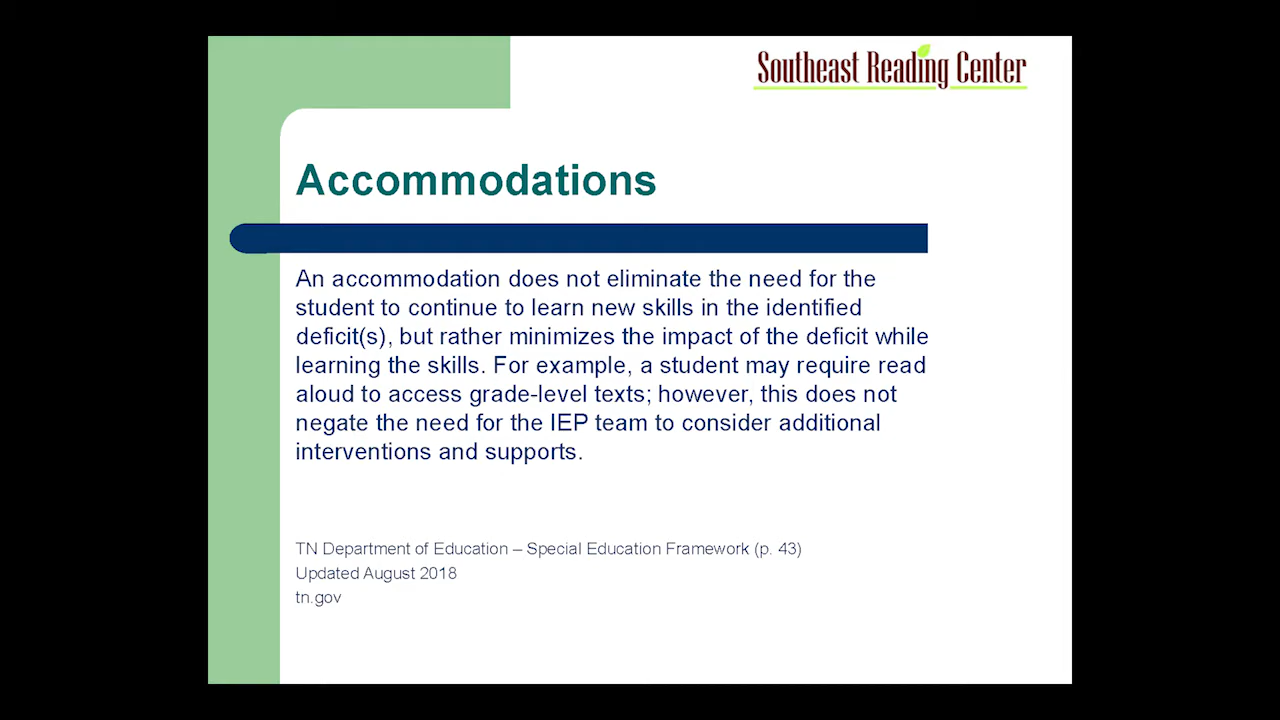 Southeast Reading Center
Accommodations
An accommodation does not eliminate the need for the
student to continue to learn new skills in the identified
deficit(s), but rather minimizes the impact of the deficit while
learning the skills. For example, a student may require read
aloud to access grade-level texts; however, this does not
negate the need for the IEP team to consider additional
interventions and supports.
TN Department of Education – Special Education Framework (p. 43)
Updated August 2018
tn.gov